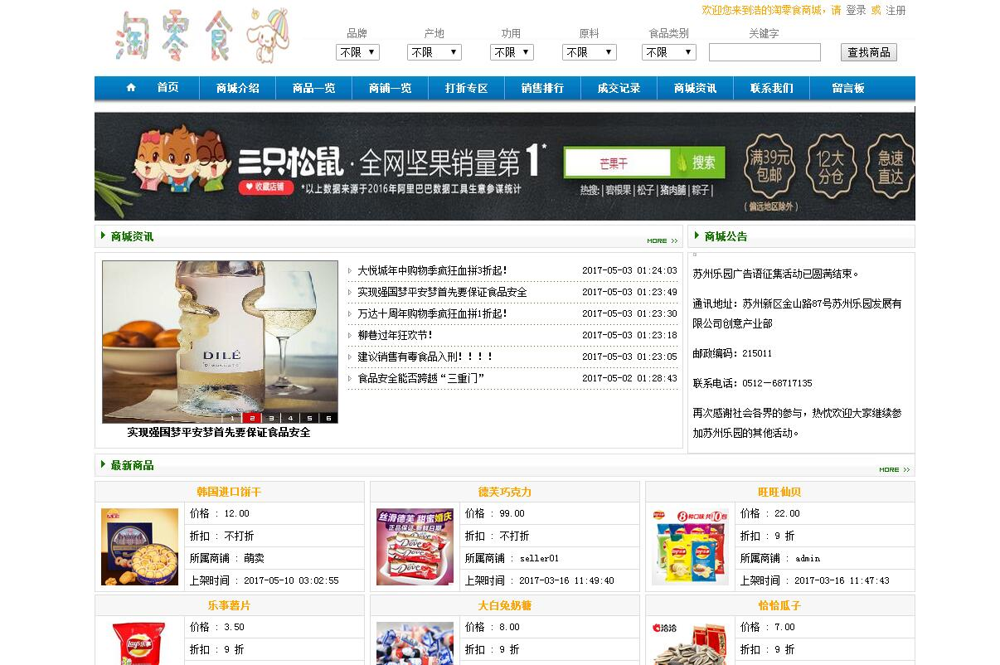 淘零食
欢迎您来到浩的淘零食商城，请 登录 或 注册
品牌 产地 功用 原料 食品类别 关键字
不限 不限 不限 不限 不限 查找商品
首页 商城介绍 商品一览 商铺一览 打折专区 销售排行 成交记录 商城资讯 联系我们 留言板
三只松鼠·全网坚果销量第1*
收藏店铺 *以上数据来源于2016年阿里巴巴数据工具生意参谋统计
芒果干 搜索
热搜:|碧根果|松子|猪肉脯|粽子|
满39元包邮
(偏远地区除外)
12大分仓
急速直达
商城资讯 MORE >>
DILÉ
1 2 3 4 5 6
实现强国梦平安梦首先要保证食品安全
大悦城年中购物季疯狂血拼3折起! 2017-05-03 01:24:03
实现强国梦平安梦首先要保证食品安全 2017-05-03 01:23:49
万达十周年购物季疯狂血拼1折起! 2017-05-03 01:23:30
柳巷过年狂欢节! 2017-05-03 01:23:18
建议销售有毒食品入刑！！！！ 2017-05-03 01:23:05
食品安全能否跨越“三重门” 2017-05-02 01:28:43
商城公告
苏州乐园广告语征集活动已圆满结束。
通讯地址：苏州新区金山路87号苏州乐园发展有
限公司创意产业部
邮政编码：215011
联系电话：0512－68717135
再次感谢社会各界的参与，热忱欢迎大家继续参
加苏州乐园的其他活动。
最新商品 MORE >>
韩国进口饼干
价格 : 12.00
折扣 : 不打折
所属商铺 : 萌卖
上架时间 : 2017-05-10 03:02:55
德芙巧克力
丝滑德芙 甜蜜婚庆
正品保证 新鲜日期
Dove
Dove
Dove
价格 : 99.00
折扣 : 不打折
所属商铺 : seller01
上架时间 : 2017-03-16 11:49:40
旺旺仙贝
8种口味 共10包
价格 : 22.00
折扣 : 9 折
所属商铺 : admin
上架时间 : 2017-03-16 11:47:43
乐事薯片
Lay's乐事
价格 : 3.50
折扣 : 9 折
大白兔奶糖
价格 : 8.00
折扣 : 9 折
恰恰瓜子
洽洽
价格 : 7.00
折扣 : 9 折